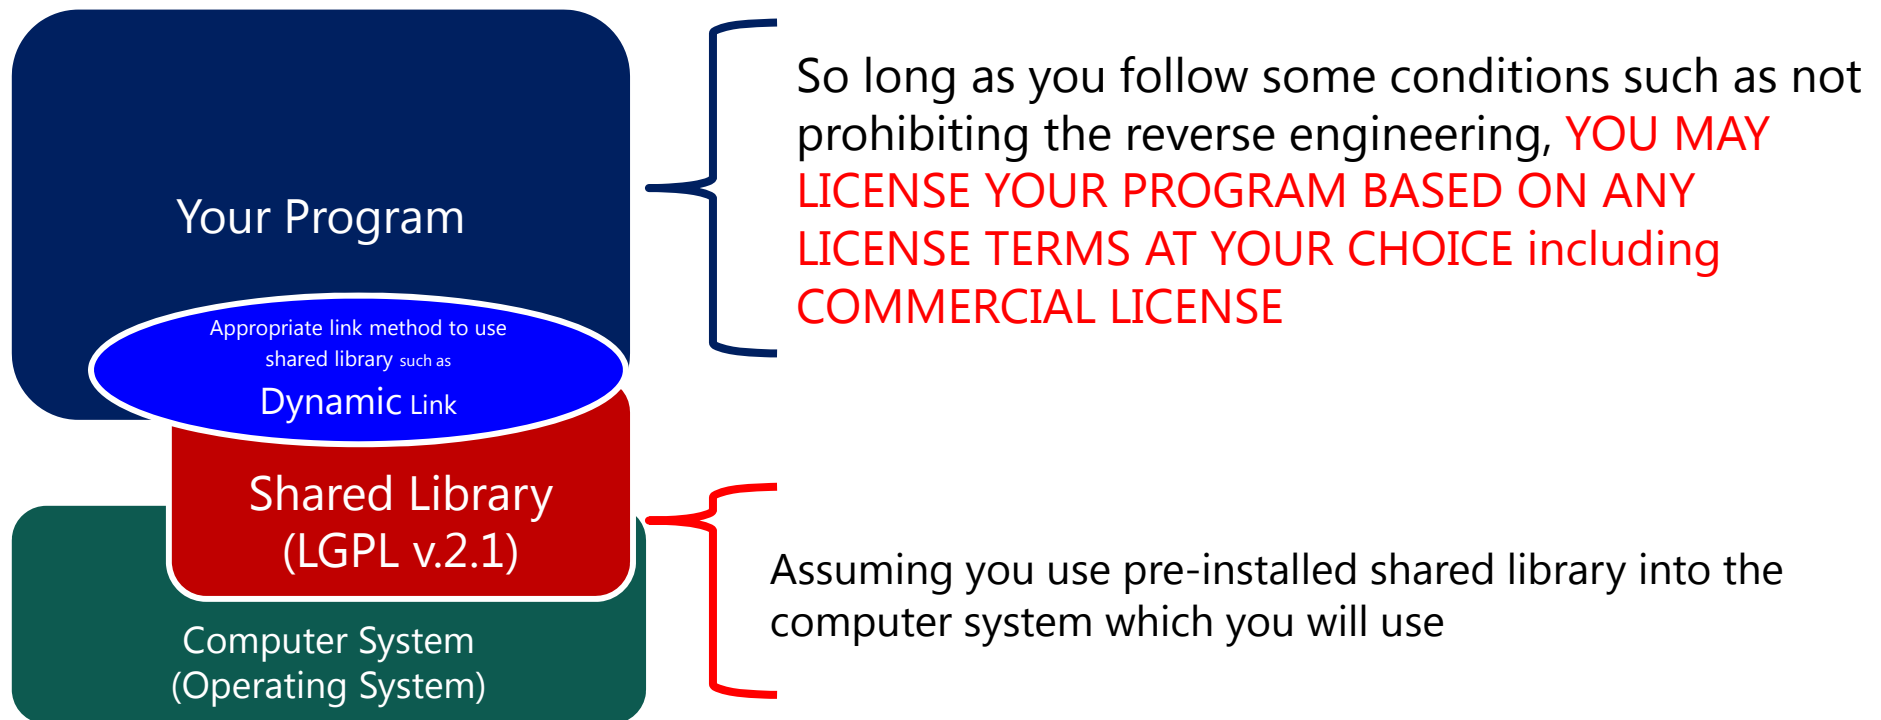 Your Program
Appropriate link method to use
shared library such as
Dynamic Link
Shared Library
(LGPL v.2.1)
Computer System
(Operating System)
So long as you follow some conditions such as not
prohibiting the reverse engineering, YOU MAY
LICENSE YOUR PROGRAM BASED ON ANY
LICENSE TERMS AT YOUR CHOICE including
COMMERCIAL LICENSE
Assuming you use pre-installed shared library into the
computer system which you will use